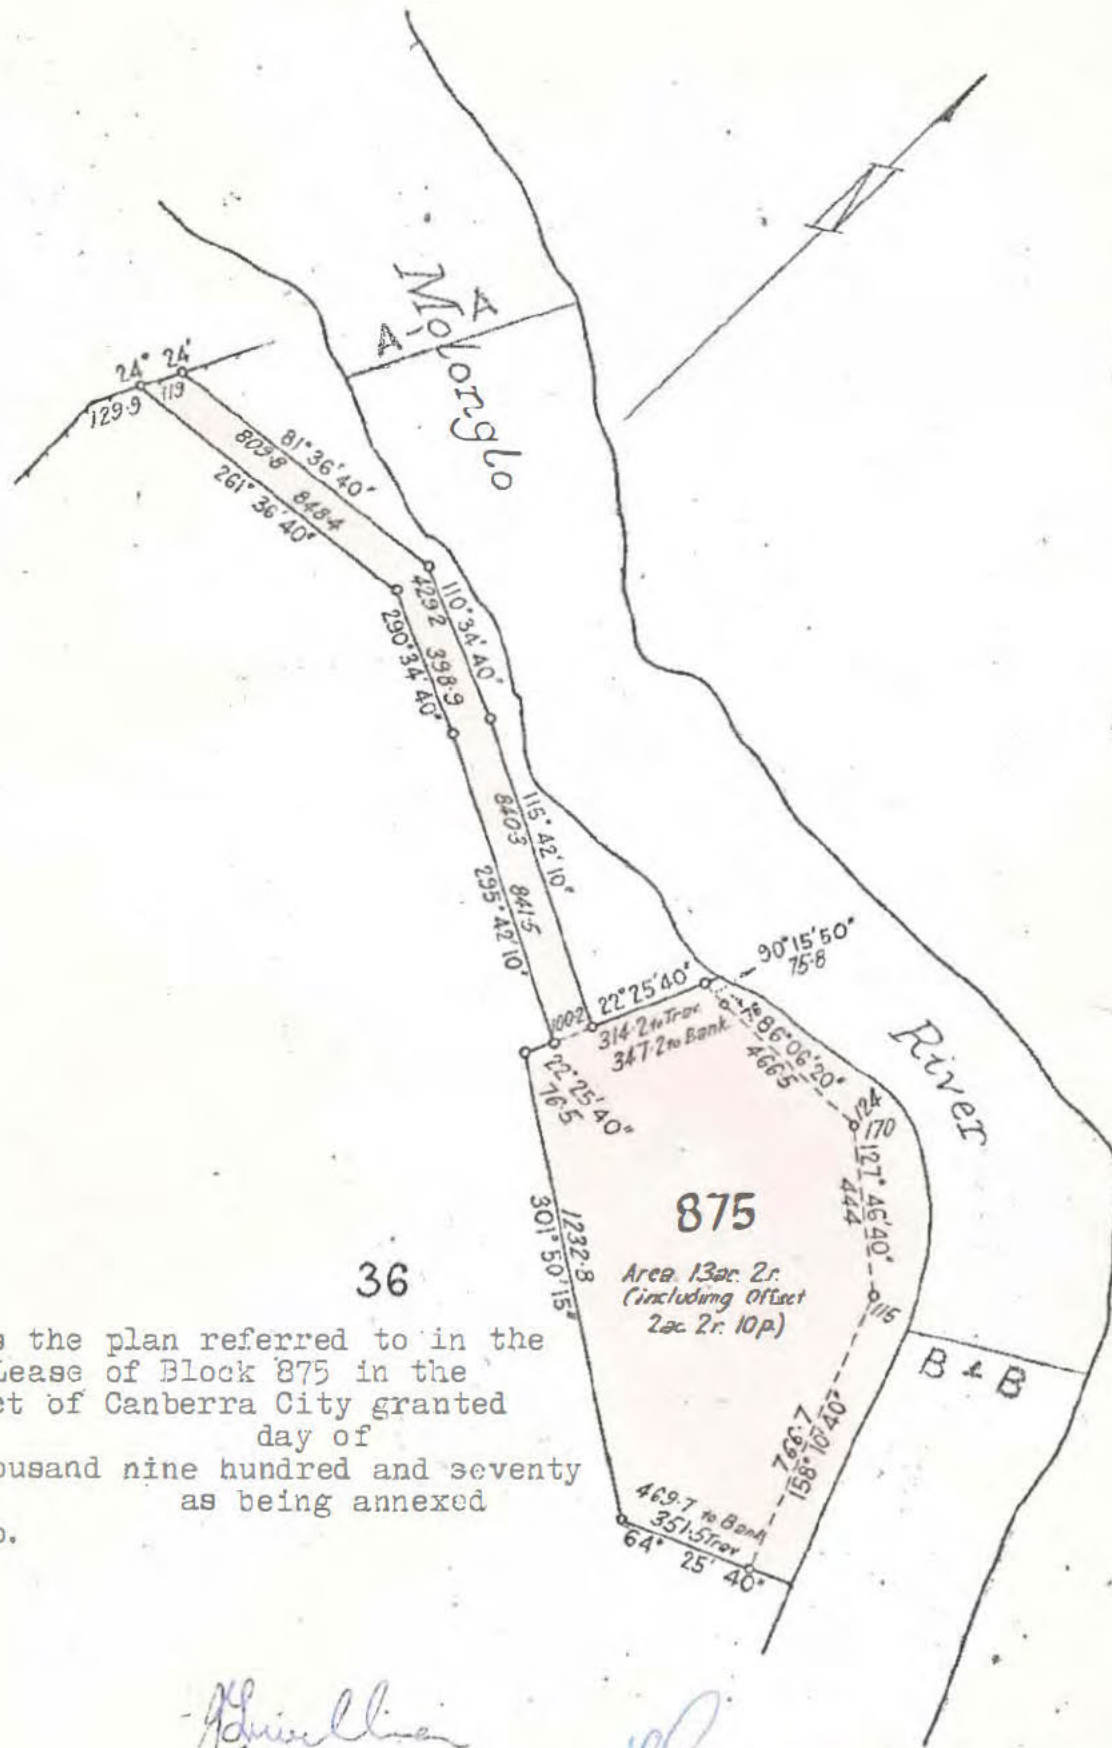 Molonglo
A A
24° 24'
129·9
119
809·8
81° 36' 40"
848·4
261° 36' 40"
429·2
110° 34' 40"
398·9
290° 34' 40"
840·3
115° 42' 10"
841·5
295° 42' 10"
90° 15' 50"
75·8
22° 25' 40"
100·2
314·2 to Trav.
347·2 to Bank
22° 25' 40"
76·5
86° 06' 20"
466·5
River
124
170
127° 46' 40"
444
875
Area 13ac. 2r.
(including Offset
2ac. 2r. 10p.)
1232·8
301° 50' 15"
115
B B
766·7
158° 10' 40"
36
469·7 to Bank
351·5 Trav
64° 25' 40"
s the plan referred to in the
Lease of Block 875 in the
ct of Canberra City granted
day of
ousand nine hundred and seventy
as being annexed
o.